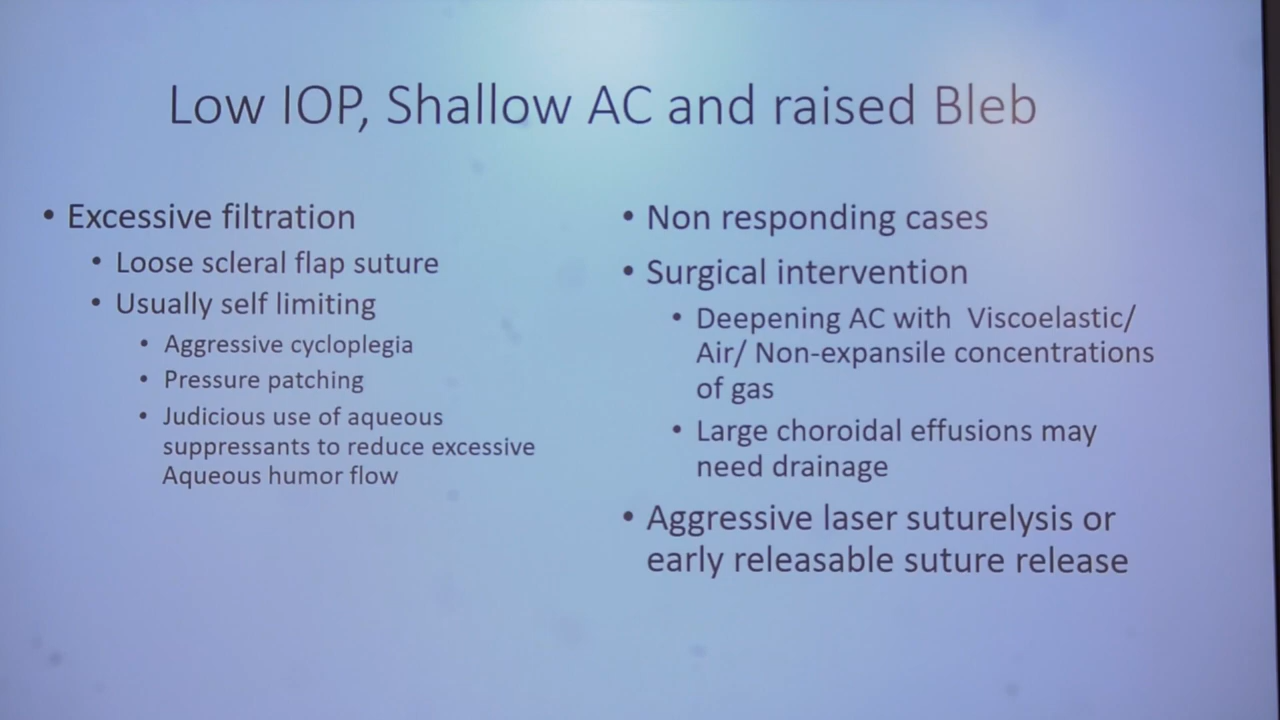 Low IOP, Shallow AC and raised Bleb
• Excessive filtration
• Loose scleral flap suture
• Usually self limiting
• Aggressive cycloplegia
• Pressure patching
• Judicious use of aqueous
suppressants to reduce excessive
Aqueous humor flow
• Non responding cases
• Surgical intervention
• Deepening AC with Viscoelastic/
Air/ Non-expansile concentrations
of gas
• Large choroidal effusions may
need drainage
• Aggressive laser suturelysis or
early releasable suture release